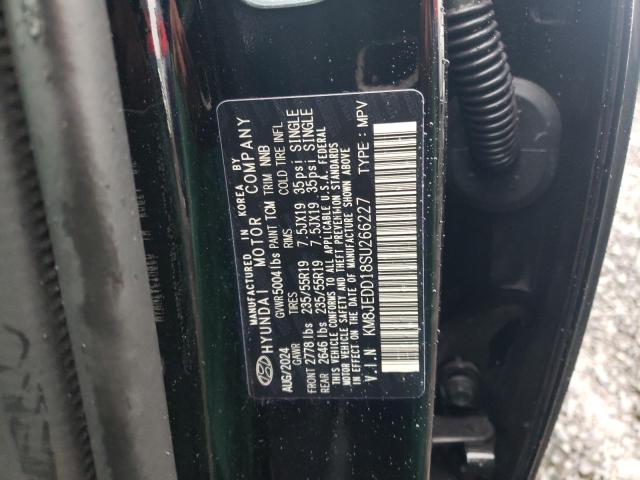 MANUFACTURED IN KOREA BY
HYUNDAI MOTOR COMPANY
GVWR 5004 lbs PAINT TCM TRIM NNB
AUG/2024 GAWR TIRES RIMS COLD TIRE INFL
FRONT 2778 lbs 235/55R19 7.5JX19 35psi SINGLE
REAR 2646 lbs 235/55R19 7.5JX19 35psi SINGLE
THIS VEHICLE CONFORMS TO ALL APPLICABLE U.S.A. FEDERAL
MOTOR VEHICLE SAFETY AND THEFT PREVENTION STANDARDS
IN EFFECT ON THE DATE OF MANUFACTURE SHOWN ABOVE
V.I.N : KM8JTEDD18SU266227 TYPE : MPV